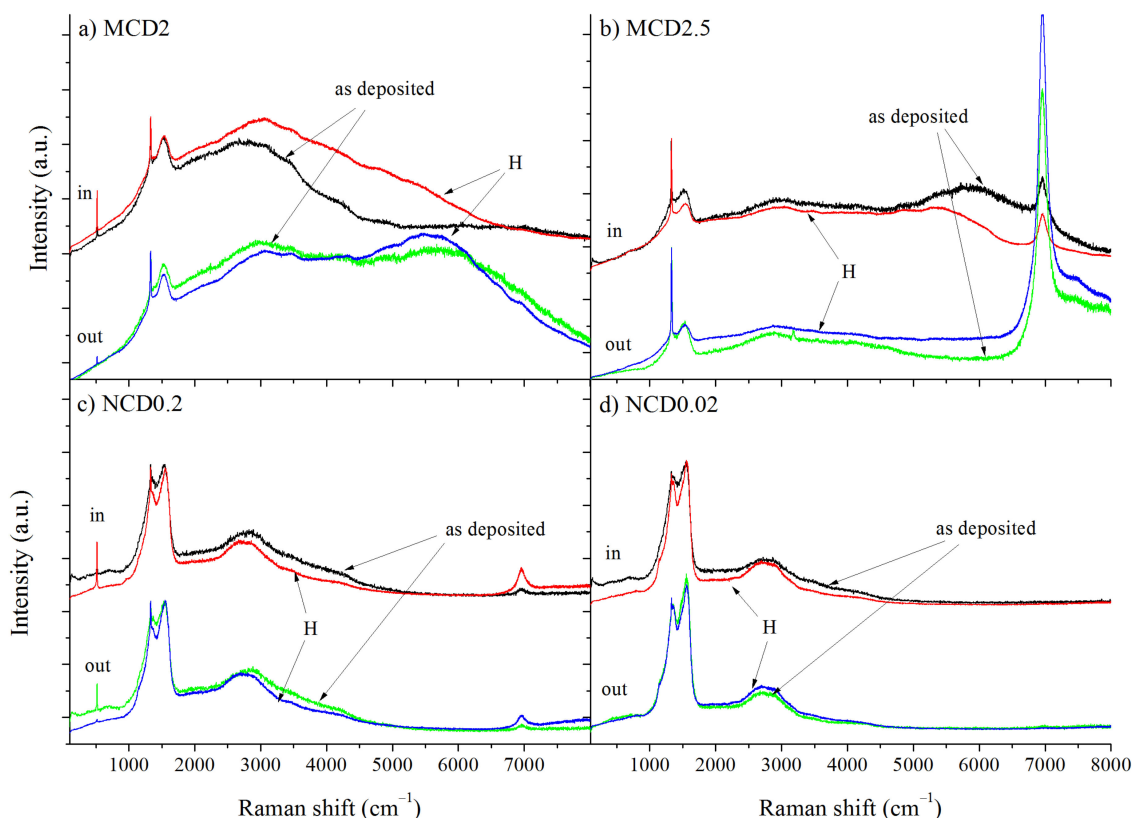 a) MCD2
b) MCD2.5
as deposited
as deposited
H
in
in
H
out
out
Intensity (a.u.)
c) NCD0.2
d) NCD0.02
in
as deposited
in
as deposited
H
H
out
out
Intensity (a.u.)
1000 2000 3000 4000 5000 6000 7000
1000 2000 3000 4000 5000 6000 7000 8000
Raman shift (cm⁻¹)
Raman shift (cm⁻¹)